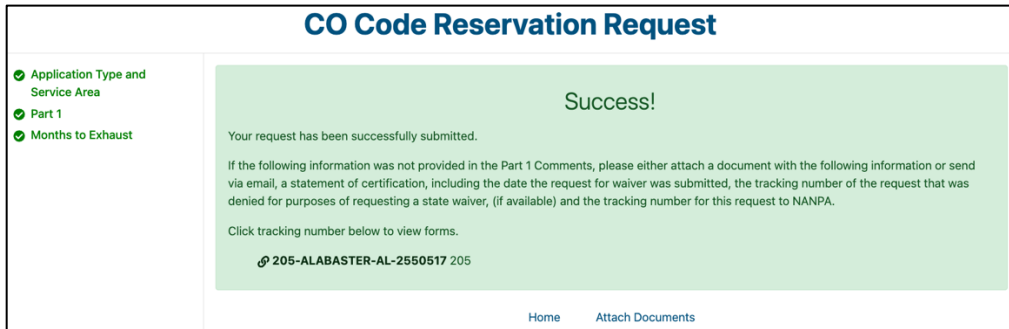 CO Code Reservation Request
Application Type and
Service Area
Part 1
Months to Exhaust
Success!
Your request has been successfully submitted.
If the following information was not provided in the Part 1 Comments, please either attach a document with the following information or send
via email, a statement of certification, including the date the request for waiver was submitted, the tracking number of the request that was
denied for purposes of requesting a state waiver, (if available) and the tracking number for this request to NANPA.
Click tracking number below to view forms.
205-ALABASTER-AL-2550517 205
Home Attach Documents